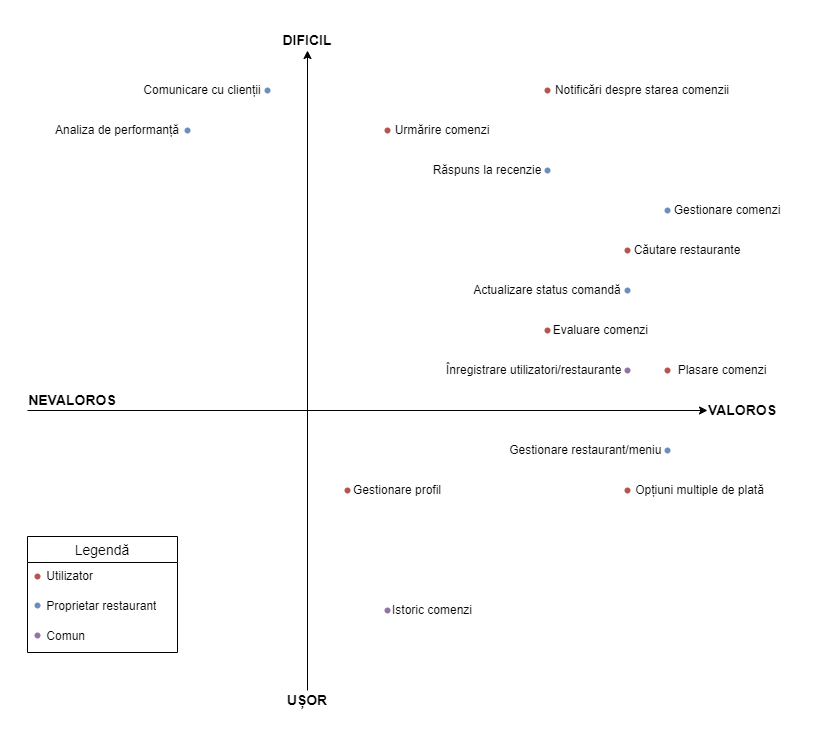 DIFICIL
Comunicare cu clienții
Notificări despre starea comenzii
Analiza de performanță
Urmărire comenzi
Răspuns la recenzie
Gestionare comenzi
Căutare restaurante
Actualizare status comandă
Evaluare comenzi
Înregistrare utilizatori/restaurante
Plasare comenzi
NEVALOROS
VALOROS
Gestionare restaurant/meniu
Gestionare profil
Opțiuni multiple de plată
Legendă
Utilizator
Proprietar restaurant
Comun
Istoric comenzi
UȘOR